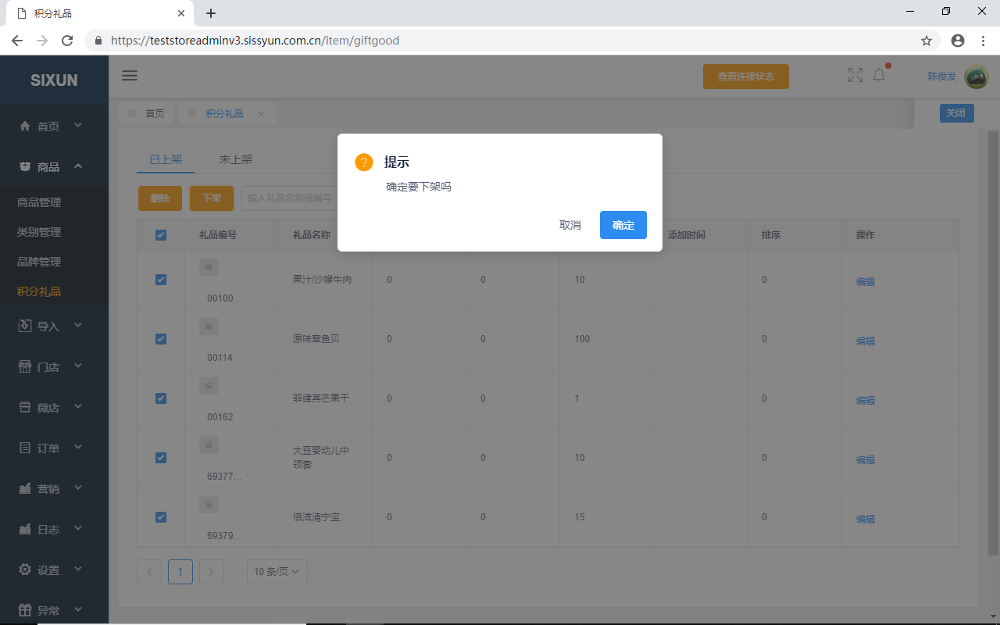 积分礼品
https://teststoreadminv3.sissyun.com.cn/item/giftgood
SIXUN
查看连接状态
陈俊发
首页
积分礼品
关闭
首页
商品
商品管理
类别管理
品牌管理
积分礼品
导入
门店
微店
订单
营销
日志
设置
异常
已上架
未上架
删除
下架
输入礼品名称或编号
?
提示
确定要下架吗
取消
确定
礼品编号 礼品名称 添加时间 排序 操作
00100 果汁/沙嗲牛肉 0 0 10 0 编辑
00114 原味章鱼贝 0 0 100 0 编辑
00162 菲律宾芒果干 0 0 1 0 编辑
69377... 大豆婴幼儿中领套 0 0 10 0 编辑
69379... 倍滋清宁宝 0 0 15 0 编辑
1
10 条/页